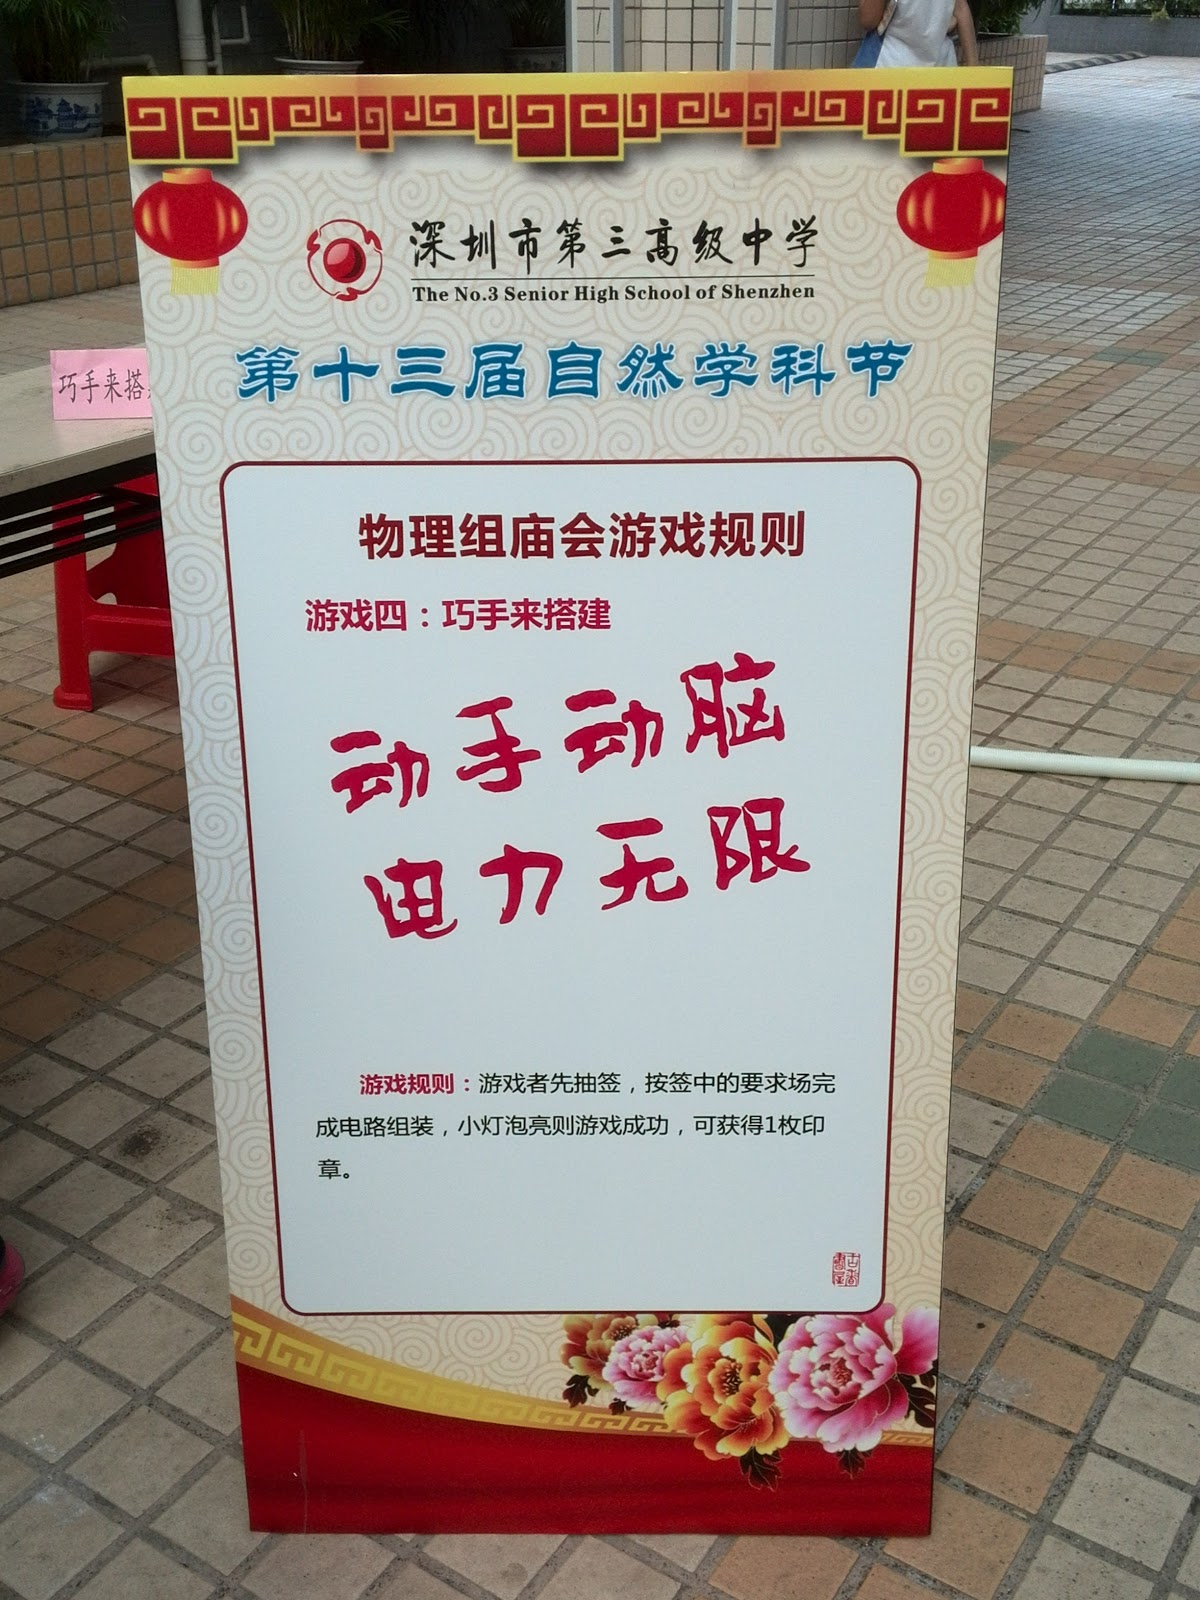 深圳市第三高级中学
The No.3 Senior High School of Shenzhen
第十三届自然学科节
巧手来搭
物理组庙会游戏规则
游戏四：巧手来搭建
动手动脑
电力无限
游戏规则：游戏者先抽签，按签中的要求场完
成电路组装，小灯泡亮则游戏成功，可获得1枚印
章。